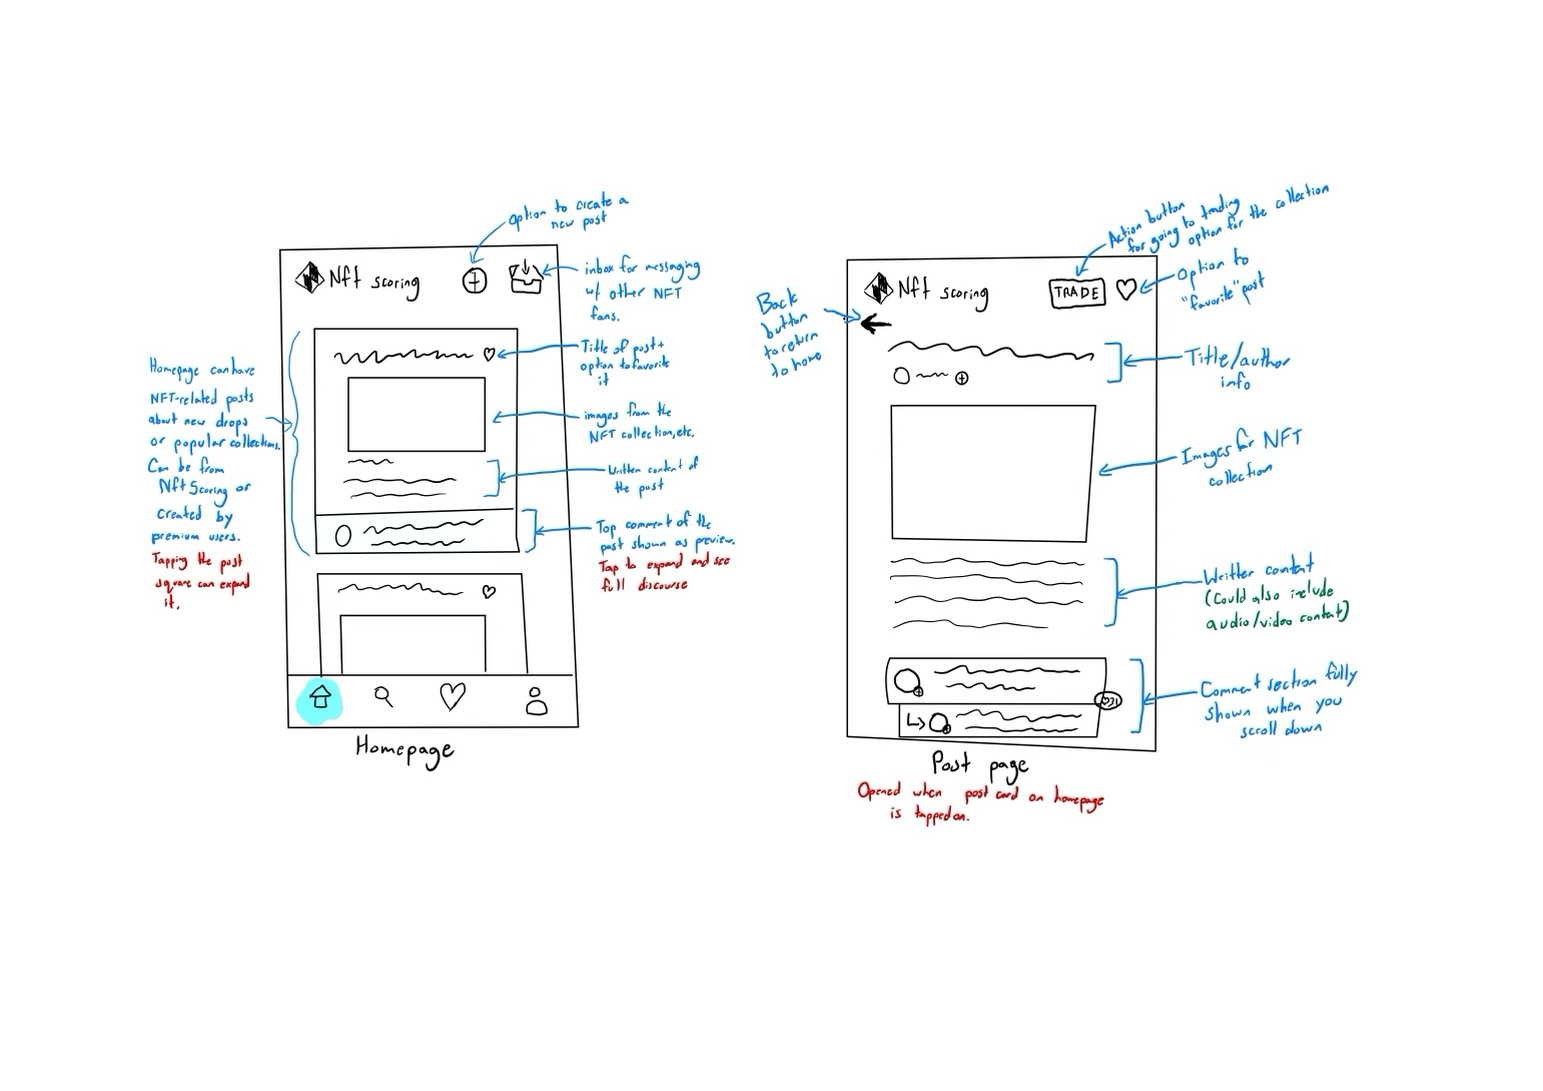 option to create a
new post
Nft scoring
inbox for messaging
w/ other NFT
fans.
Title of post+
option to favorite
it
images from the
NFT collection, etc.
Written content of
the post
Top comment of the
post shown as preview.
Tap to expand and see
full discourse
Homepage can have
NFT-related posts
about new drops
or popular collections.
Can be from
Nft Scoring or
created by
premium users.
Tapping the post
square can expand
it.
Homepage
Action button
for going to trading
option for the collection
Nft scoring
TRADE
Option to
"favorite" post
Back
button
to return
to home
Title/author
info
Images for NFT
collection
Written content
(Could also include
audio/video content)
Comment section fully
shown when you
scroll down
Post page
Opened when post card on homepage
is tapped on.